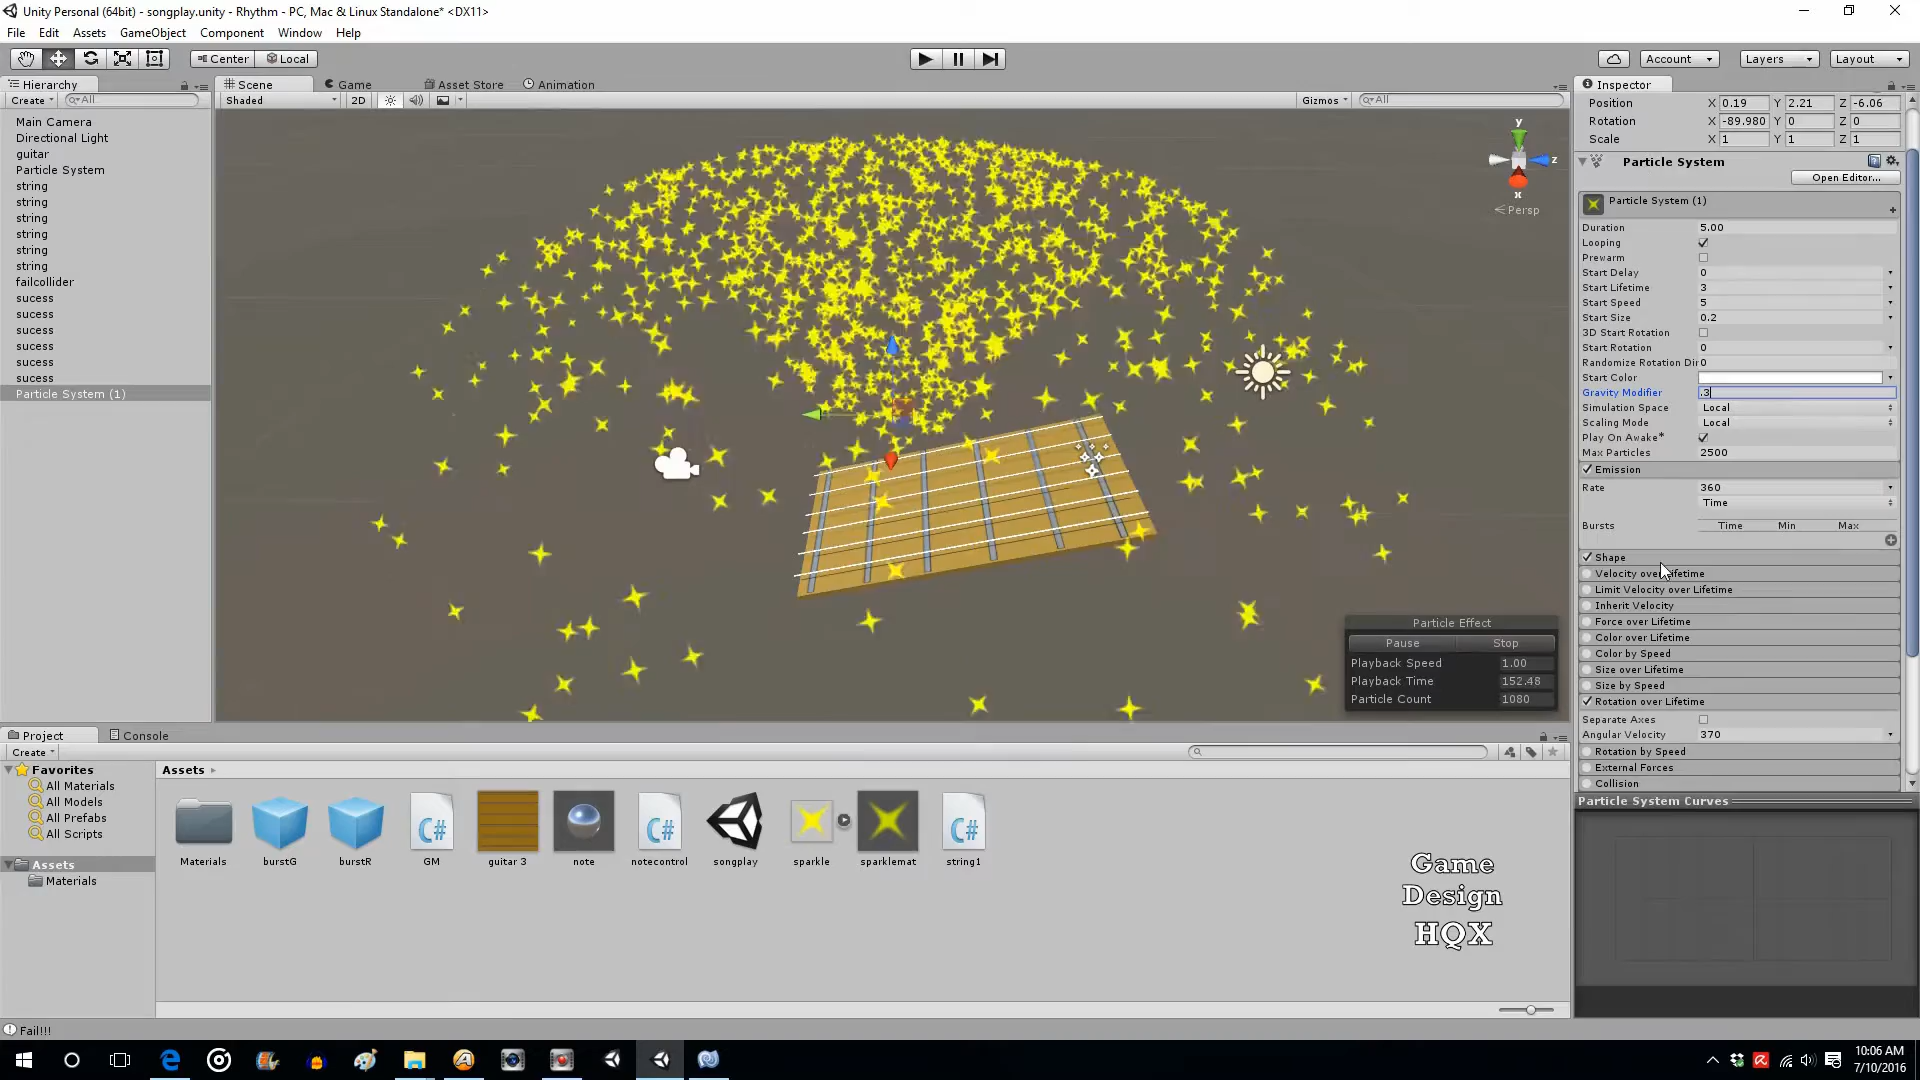 Unity Personal (64bit) - songplay.unity - Rhythm - PC, Mac & Linux Standalone* <DX11>
File Edit Assets GameObject Component Window Help
Center Local
Account Layers Layout
Hierarchy
Create All
Main Camera
Directional Light
guitar
Particle System
string
string
string
string
string
string
failcollider
sucess
sucess
sucess
sucess
sucess
sucess
Particle System (1)
Scene Game Asset Store Animation
Shaded 2D Gizmos All
y
z
x
Persp
Particle Effect
Pause Stop
Playback Speed 1.00
Playback Time 152.48
Particle Count 1080
Inspector
Position X 0.19 Y 2.21 Z -6.06
Rotation X -89.980 Y 0 Z 0
Scale X 1 Y 1 Z 1
Particle System
Open Editor...
Particle System (1)
Duration 5.00
Looping
Prewarm
Start Delay 0
Start Lifetime 3
Start Speed 5
Start Size 0.2
3D Start Rotation
Start Rotation 0
Randomize Rotation Dir 0
Start Color
Gravity Modifier .3
Simulation Space Local
Scaling Mode Local
Play On Awake*
Max Particles 2500
Emission
Rate 360
Time
Bursts Time Min Max
Shape
Velocity over Lifetime
Limit Velocity over Lifetime
Inherit Velocity
Force over Lifetime
Color over Lifetime
Color by Speed
Size over Lifetime
Size by Speed
Rotation over Lifetime
Separate Axes
Angular Velocity 370
Rotation by Speed
External Forces
Collision
Particle System Curves
Project Console
Create
Favorites
All Materials
All Models
All Prefabs
All Scripts
Assets
Materials
Assets
Materials burstG burstR GM guitar 3 note notecontrol songplay sparkle sparklemat string1
C# C# C#
Game
Design
HQX
Fail!!!
10:06 AM
7/10/2016